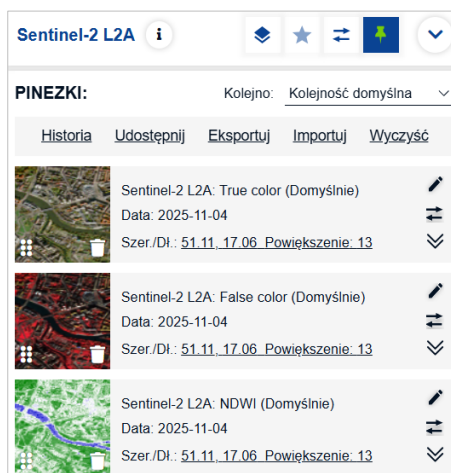 Sentinel-2 L2A i
PINEZKI:
Kolejno: Kolejność domyślna
Historia Udostępnij Eksportuj Importuj Wyczyść
Sentinel-2 L2A: True color (Domyślnie)
Data: 2025-11-04
Szer./Dł.: 51.11, 17.06 Powiększenie: 13
Sentinel-2 L2A: False color (Domyślnie)
Data: 2025-11-04
Szer./Dł.: 51.11, 17.06 Powiększenie: 13
Sentinel-2 L2A: NDWI (Domyślnie)
Data: 2025-11-04
Szer./Dł.: 51.11, 17.06 Powiększenie: 13